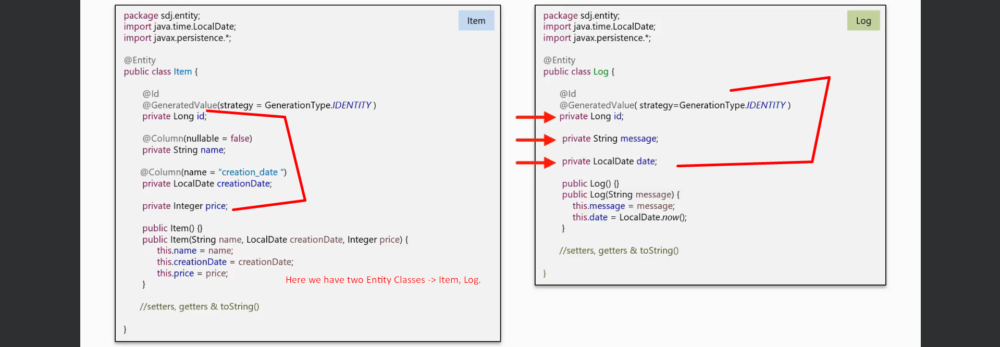 Item
package sdj.entity;
import java.time.LocalDate;
import javax.persistence.*;
@Entity
public class Item {
@Id
@GeneratedValue(strategy = GenerationType.IDENTITY )
private Long id;
@Column(nullable = false)
private String name;
@Column(name = “creation_date “)
private LocalDate creationDate;
private Integer price;
public Item() {}
public Item(String name, LocalDate creationDate, Integer price) {
this.name = name;
this.creationDate = creationDate;
this.price = price;
}
Here we have two Entity Classes -> Item, Log.
//setters, getters & toString()
}
Log
package sdj.entity;
import java.time.LocalDate;
import javax.persistence.*;
@Entity
public class Log {
@Id
@GeneratedValue( strategy=GenerationType.IDENTITY )
private Long id;
private String message;
private LocalDate date;
public Log() {}
public Log(String message) {
this.message = message;
this.date = LocalDate.now();
}
//setters, getters & toString()
}